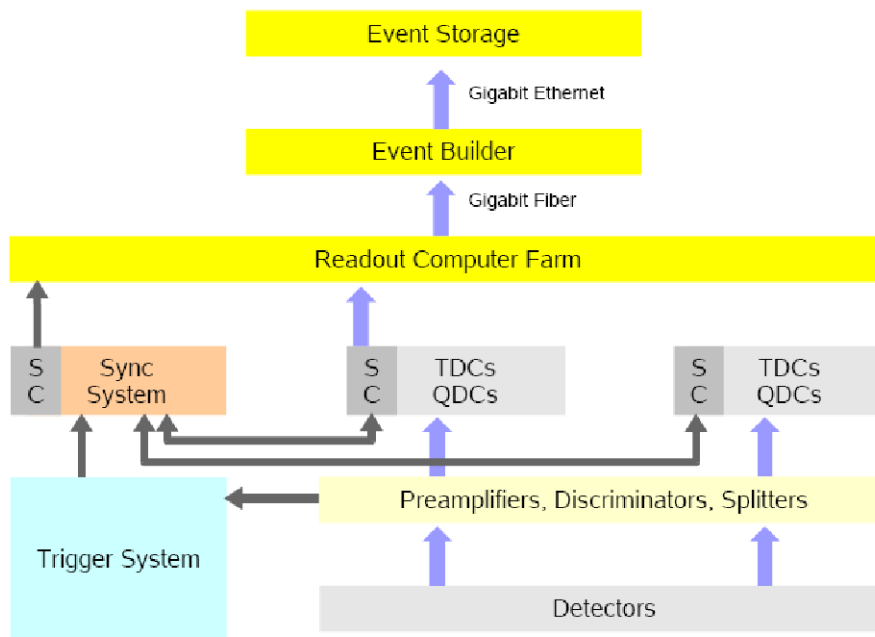 Event Storage
Gigabit Ethernet
Event Builder
Gigabit Fiber
Readout Computer Farm
S
C
Sync
System
S
C
TDCs
QDCs
S
C
TDCs
QDCs
Preamplifiers, Discriminators, Splitters
Trigger System
Detectors